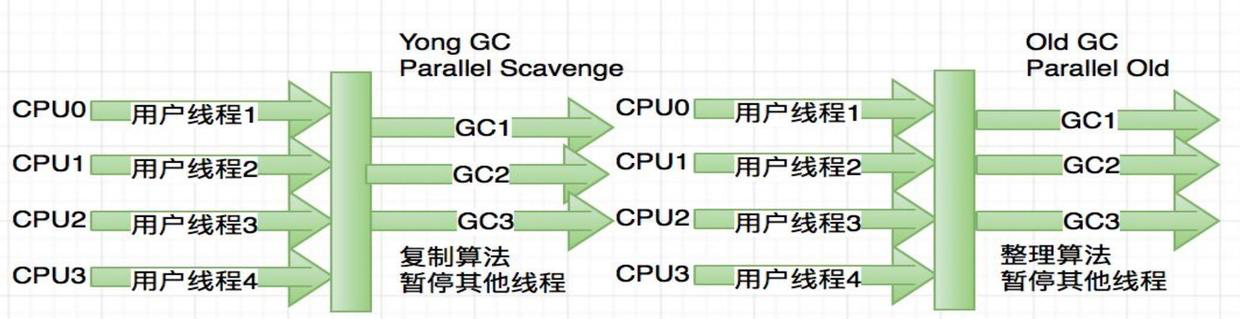 Yong GC
Parallel Scavenge
CPU0 用户线程1
CPU1 用户线程2
CPU2 用户线程3
CPU3 用户线程4
GC1
GC2
GC3
复制算法
暂停其他线程
Old GC
Parallel Old
CPU0 用户线程1
CPU1 用户线程2
CPU2 用户线程3
CPU3 用户线程4
GC1
GC2
GC3
整理算法
暂停其他线程